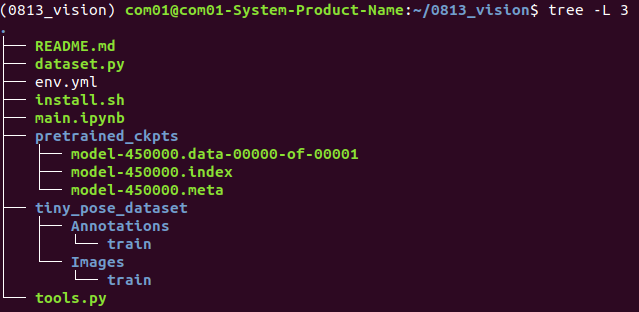 (0813_vision) com01@com01-System-Product-Name:~/0813_vision$ tree -L 3
.
├── README.md
├── dataset.py
├── env.yml
├── install.sh
├── main.ipynb
├── pretrained_ckpts
│   ├── model-450000.data-00000-of-00001
│   ├── model-450000.index
│   └── model-450000.meta
├── tiny_pose_dataset
│   ├── Annotations
│   │   └── train
│   └── Images
│       └── train
└── tools.py